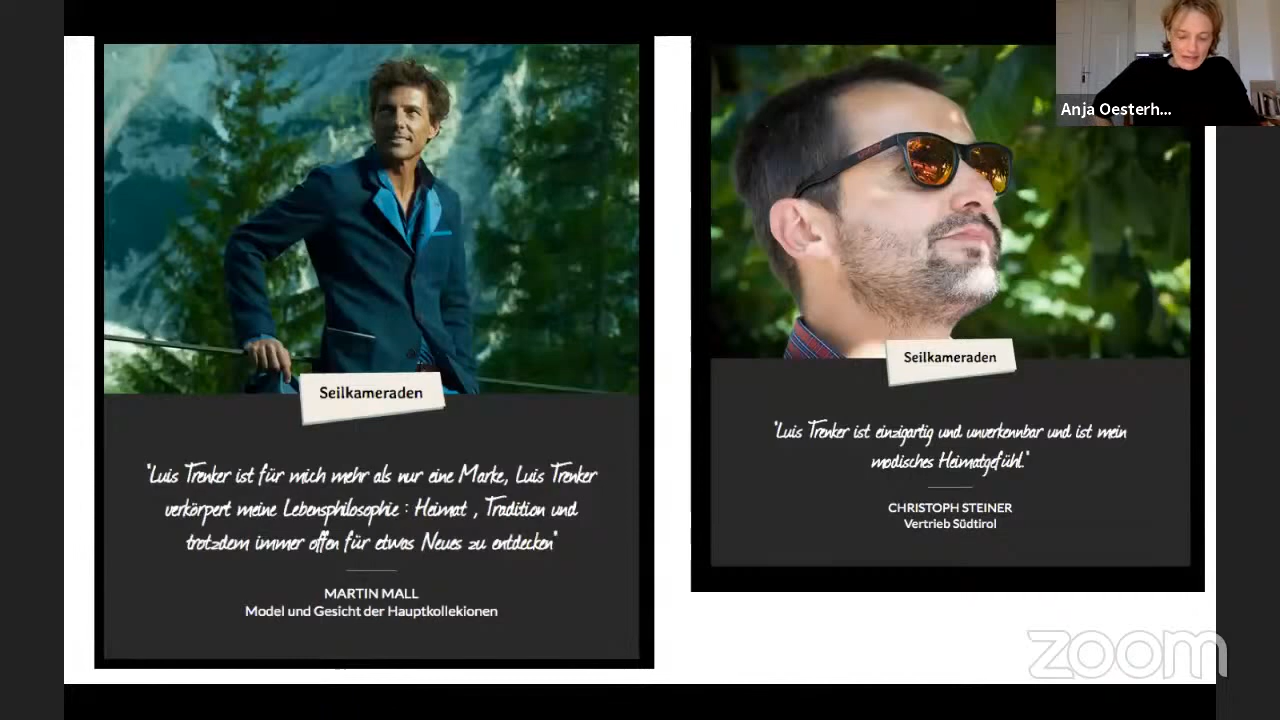 Anja Oesterh...
Seilkameraden
"Luis Trenker ist für mich mehr als nur eine Marke, Luis Trenker
verkörpert meine Lebensphilosophie : Heimat , Tradition und
trotzdem immer offen für etwas Neues zu entdecken"
MARTIN MALL
Model und Gesicht der Hauptkollekionen
Seilkameraden
"Luis Trenker ist einzigartig und unverkennbar und ist mein
modisches Heimatgefühl."
CHRISTOPH STEINER
Vertrieb Südtirol
zoom